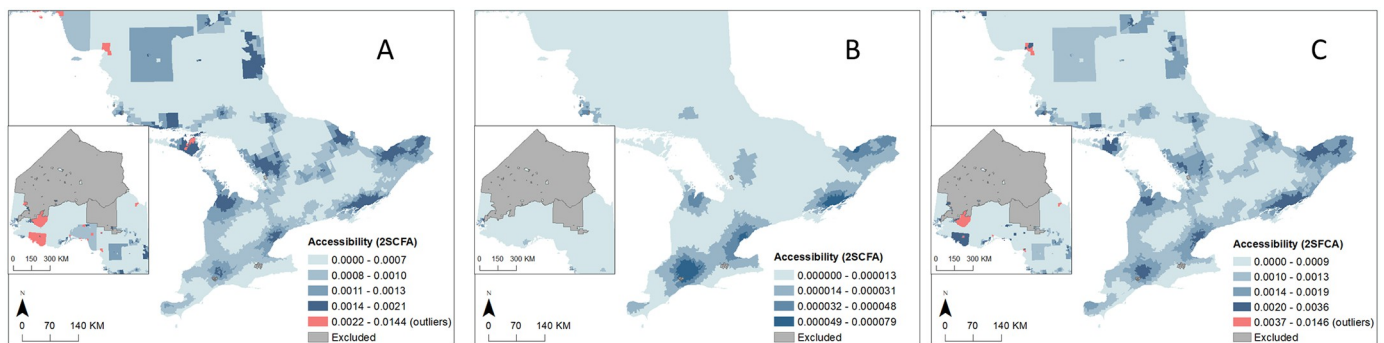 A
0 150 300 KM
Accessibility (2SCFA)
0.0000 - 0.0007
0.0008 - 0.0010
0.0011 - 0.0013
0.0014 - 0.0021
0.0022 - 0.0144 (outliers)
Excluded
N
0 70 140 KM
B
0 150 300 KM
Accessibility (2SCFA)
0.000000 - 0.000013
0.000014 - 0.000031
0.000032 - 0.000048
0.000049 - 0.000079
Excluded
N
0 70 140 KM
C
0 150 300 KM
Accessibility (2SFCA)
0.0000 - 0.0009
0.0010 - 0.0013
0.0014 - 0.0019
0.0020 - 0.0036
0.0037 - 0.0146 (outliers)
Excluded
N
0 70 140 KM